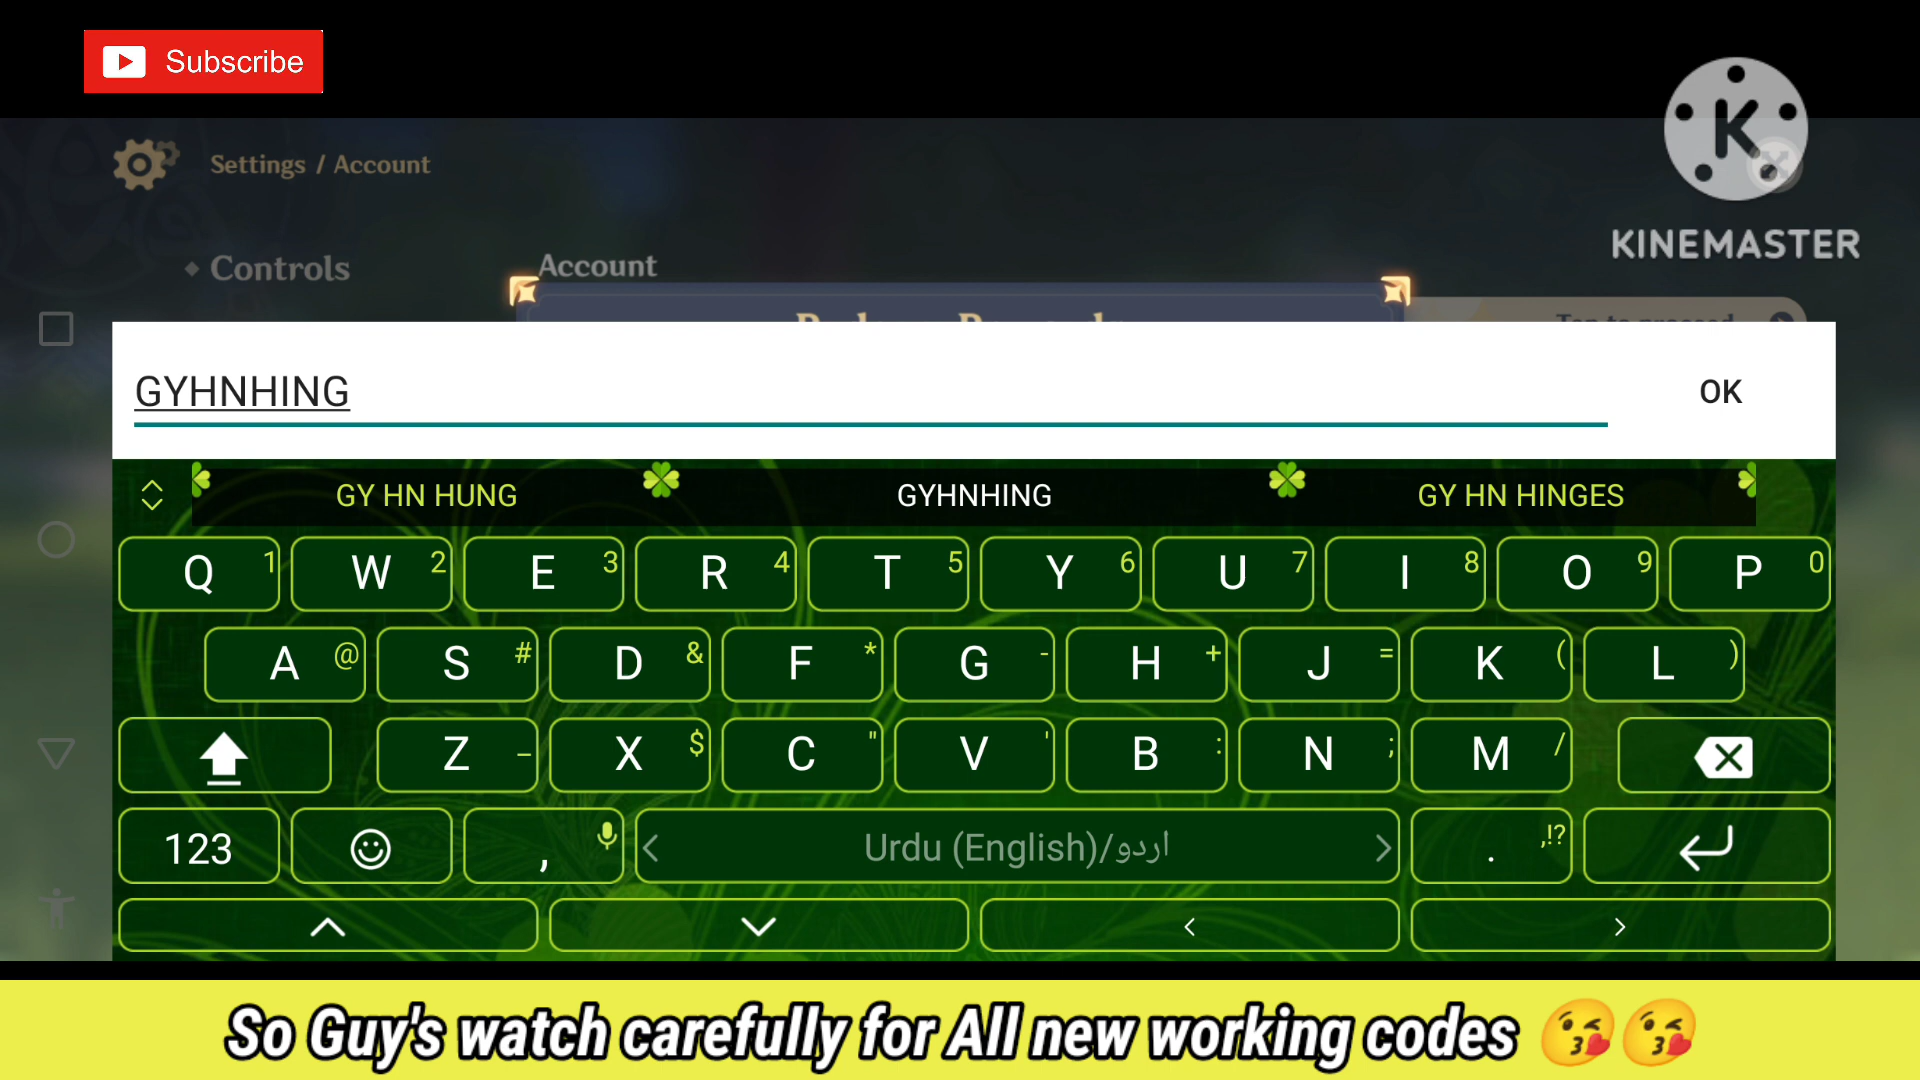 Subscribe
Settings / Account
KINEMASTER
Controls
Account
GYHNHING
OK
GY HN HUNG GYHNHING GY HN HINGES
Q 1 W 2 E 3 R 4 T 5 Y 6 U 7 I 8 O 9 P 0
A @ S # D & F * G - H + J = K ( L )
Z _ X $ C " V ' B : N ; M /
123 , Urdu (English)/اردو . ,!?
So Guy's watch carefully for All new working codes 😘😘